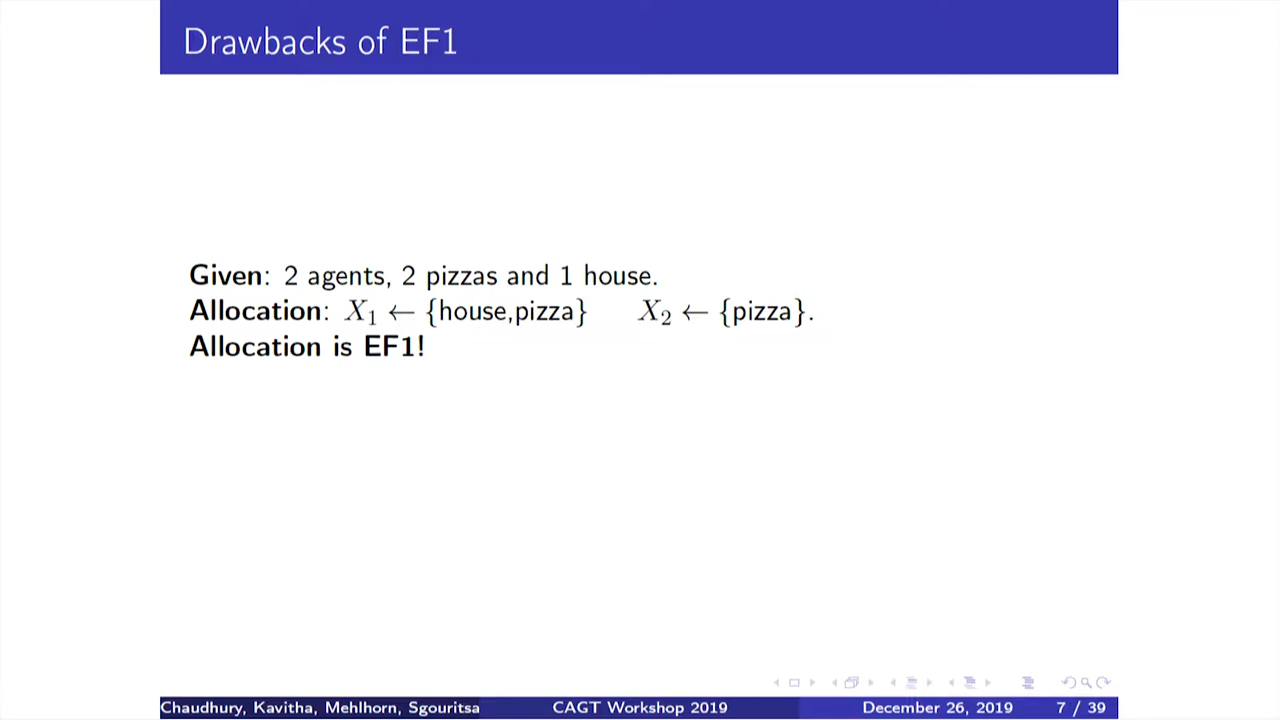 Drawbacks of EF1
Given: 2 agents, 2 pizzas and 1 house.
Allocation: X₁ ← {house,pizza} X₂ ← {pizza}.
Allocation is EF1!
Chaudhury, Kavitha, Mehlhorn, Sgouritsa CAGT Workshop 2019 December 26, 2019 7 / 39